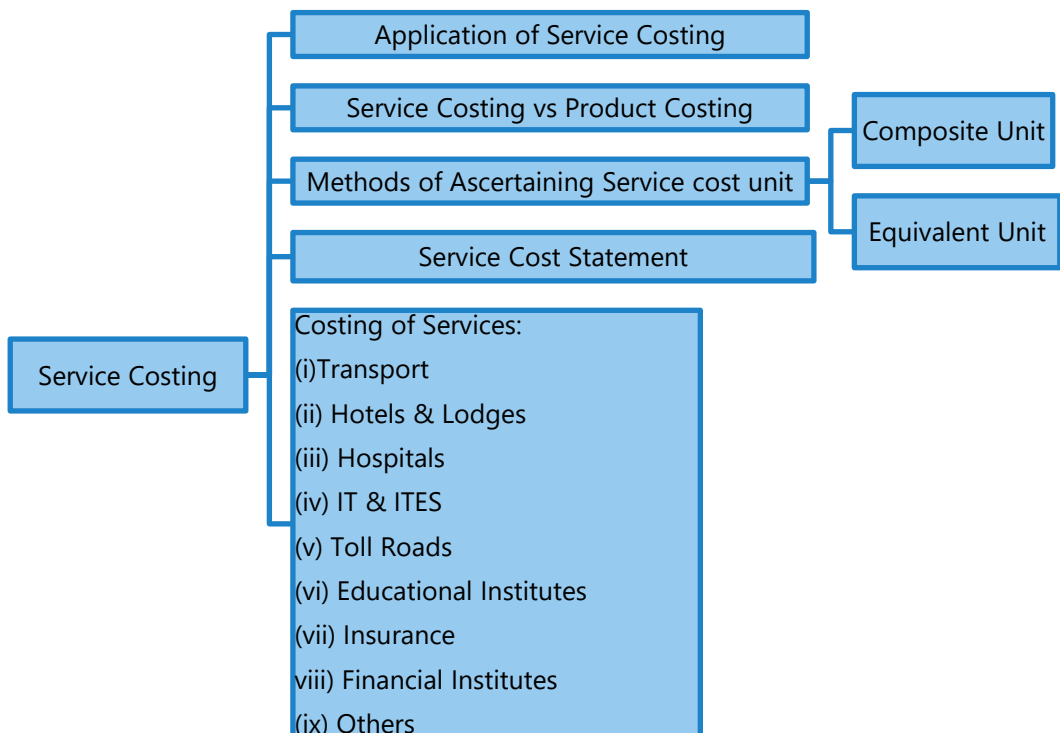 Application of Service Costing
Service Costing vs Product Costing
Composite Unit
Methods of Ascertaining Service cost unit
Equivalent Unit
Service Cost Statement
Service Costing
Costing of Services:
(i)Transport
(ii) Hotels & Lodges
(iii) Hospitals
(iv) IT & ITES
(v) Toll Roads
(vi) Educational Institutes
(vii) Insurance
viii) Financial Institutes
(ix) Others